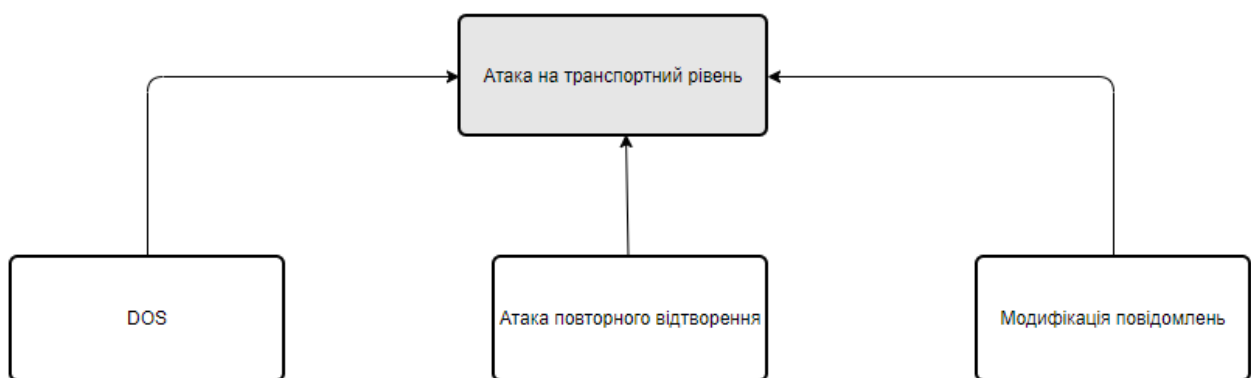 Атака на транспортний рівень
DOS
Атака повторного відтворення
Модифікація повідомлень